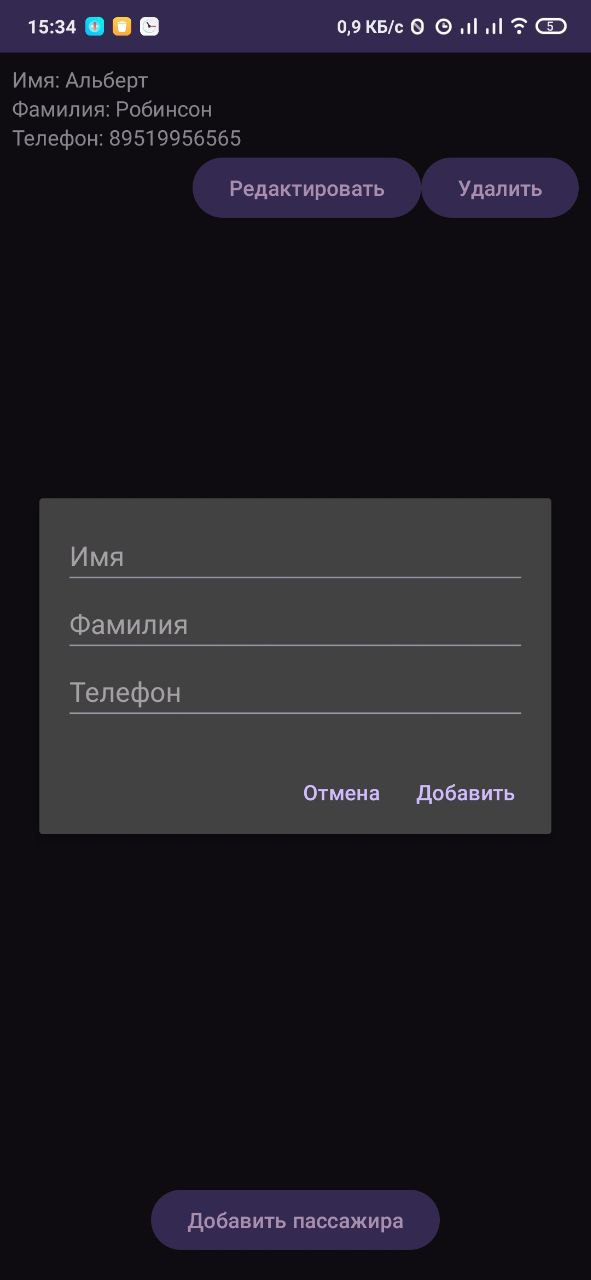 15:34 0,9 КБ/с 5
Имя: Альберт
Фамилия: Робинсон
Телефон: 89519956565
Редактировать Удалить
Имя
Фамилия
Телефон
Отмена Добавить
Добавить пассажира